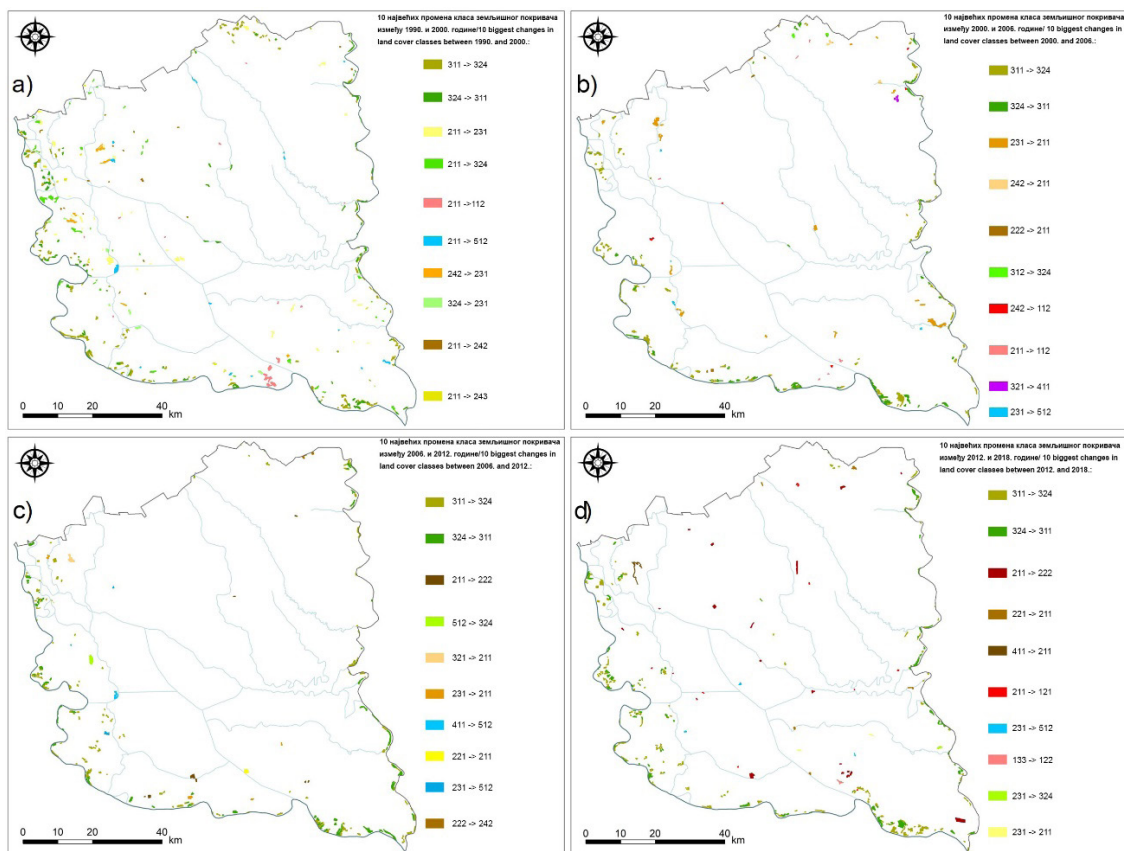 a)
10 највећих промена класа земљишног покривача
између 1990. и 2000. године/10 biggest changes in
land cover classes between 1990. and 2000.:
311 -> 324
324 -> 311
211 -> 231
211 -> 324
211 ->112
211 ->512
242 -> 231
324 -> 231
211 -> 242
211 -> 243
0 10 20 40
km
b)
10 највећих промена класа земљишног покривача
између 2000. и 2006. године/ 10 biggest changes in
land cover classes between 2000. and 2006.:
311 -> 324
324 -> 311
231 -> 211
242 -> 211
222 -> 211
312 -> 324
242 -> 112
211 -> 112
321 -> 411
231 -> 512
0 10 20 40
km
c)
10 највећих промена класа земљишног покривача
између 2006. и 2012. године/10 biggest changes in
land cover classes between 2006. and 2012.:
311 -> 324
324 -> 311
211 -> 222
512 -> 324
321 -> 211
231 -> 211
411 -> 512
221 -> 211
231 -> 512
222 -> 242
0 10 20 40
km
d)
10 највећих промена класа земљишног покривача
између 2012. и 2018. године/ 10 biggest changes in
land cover classes between 2012. and 2018.:
311 -> 324
324 -> 311
211 -> 222
221 -> 211
411 -> 211
211 -> 121
231 -> 512
133 -> 122
231 -> 324
231 -> 211
0 10 20 40
km